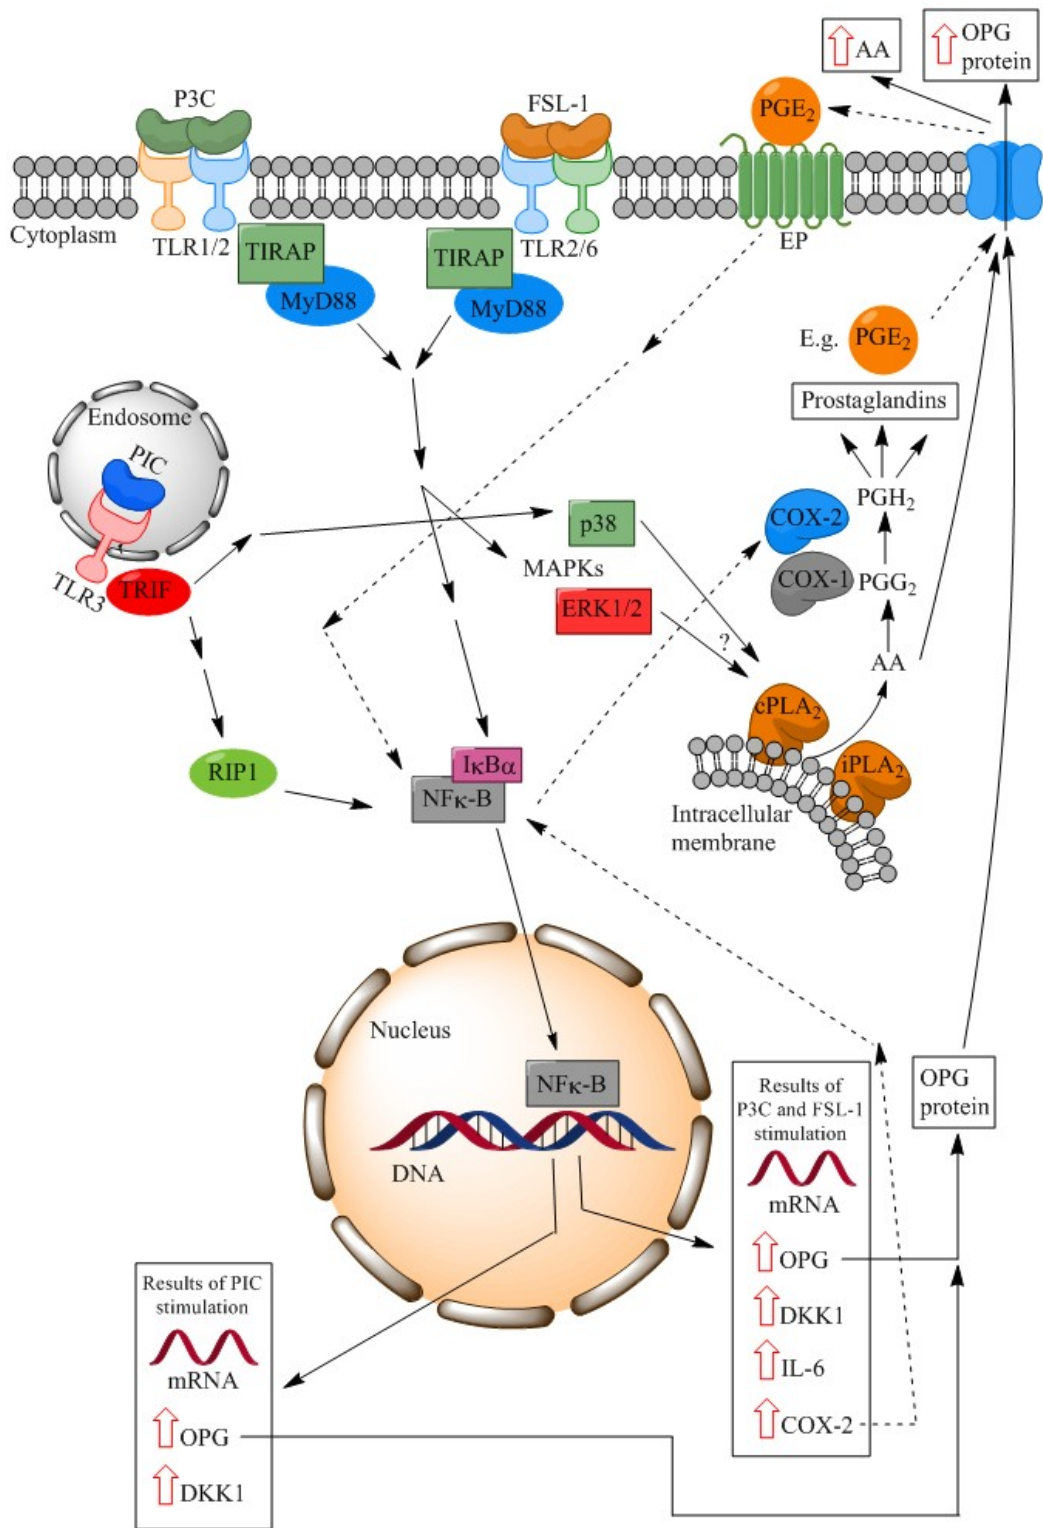 AA
OPG
protein
P3C
FSL-1
PGE₂
Cytoplasm
TLR1/2
TIRAP
MyD88
TIRAP
MyD88
TLR2/6
EP
E.g.
PGE₂
Prostaglandins
Endosome
PIC
TLR3
TRIF
p38
MAPKs
ERK1/2
?
COX-2
COX-1
PGH₂
PGG₂
AA
cPLA₂
iPLA₂
Intracellular
membrane
RIP1
IκBα
NFκ-B
Nucleus
NFκ-B
DNA
Results of
P3C and FSL-1
stimulation
mRNA
OPG
DKK1
IL-6
COX-2
OPG
protein
Results of PIC
stimulation
mRNA
OPG
DKK1